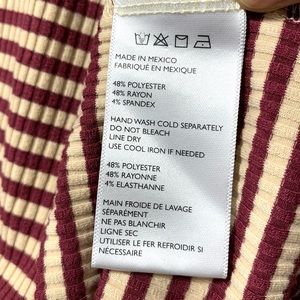 MADE IN MEXICO
FABRIQUÉ EN MEXIQUE
48% POLYESTER
48% RAYON
4% SPANDEX
HAND WASH COLD SEPARATELY
DO NOT BLEACH
LINE DRY
USE COOL IRON IF NEEDED
48% POLYESTER
48% RAYONNE
4% ELASTHANNE
MAIN FROIDE DE LAVAGE
SÉPARÉMENT
NE PAS BLANCHIR
LIGNE SEC
UTILISER LE FER REFROIDIR SI
NÉCESSAIRE